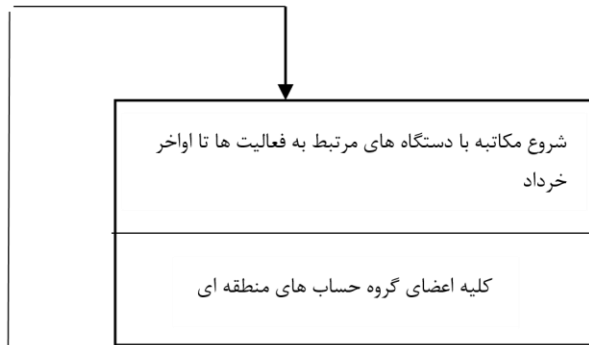 شروع مکاتبه با دستگاه های مرتبط به فعالیت ها تا اواخر
خرداد
کلیه اعضای گروه حساب های منطقه ای